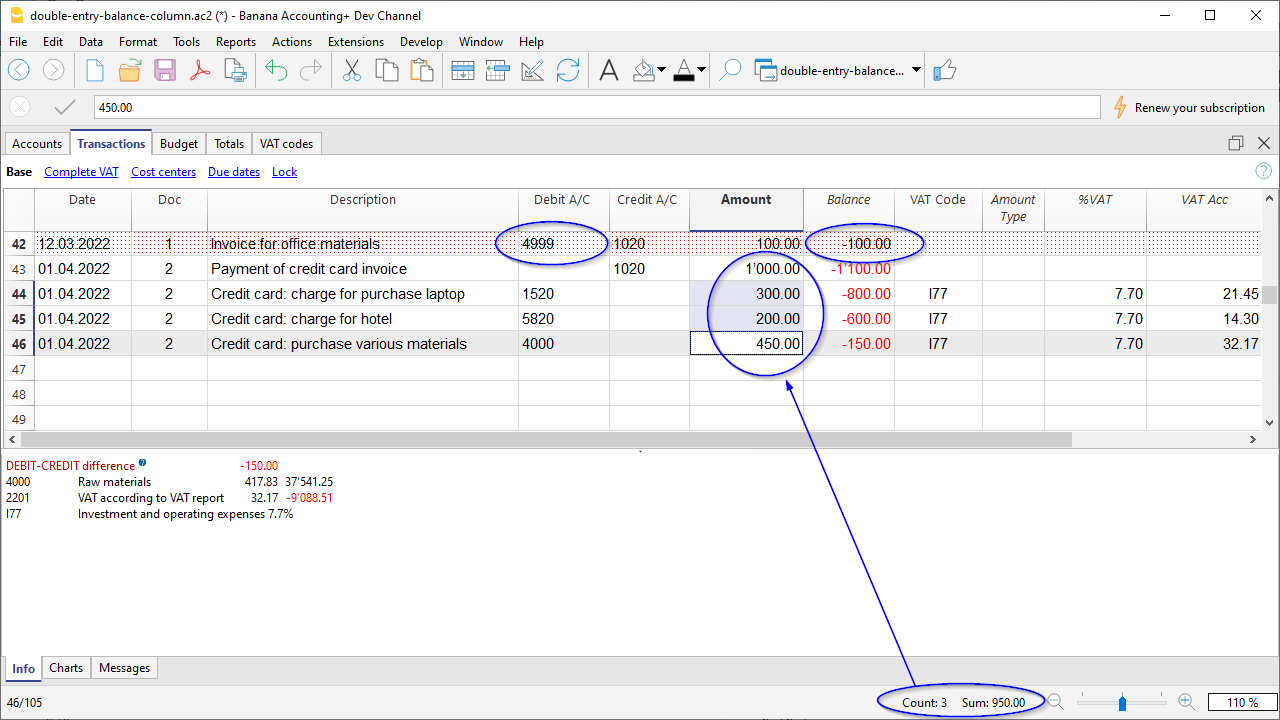 double-entry-balance-column.ac2 (*) - Banana Accounting+ Dev Channel
File Edit Data Format Tools Reports Actions Extensions Develop Window Help
double-entry-balance...
450.00 Renew your subscription
Accounts Transactions Budget Totals VAT codes
Base Complete VAT Cost centers Due dates Lock
Date Doc Description Debit A/C Credit A/C Amount Balance VAT Code Amount Type %VAT VAT Acc
42 12.03.2022 1 Invoice for office materials 4999 1020 100.00 -100.00
43 01.04.2022 2 Payment of credit card invoice 1020 1'000.00 -1'100.00
44 01.04.2022 2 Credit card: charge for purchase laptop 1520 300.00 -800.00 I77 7.70 21.45
45 01.04.2022 2 Credit card: charge for hotel 5820 200.00 -600.00 I77 7.70 14.30
46 01.04.2022 2 Credit card: purchase various materials 4000 450.00 -150.00 I77 7.70 32.17
47
48
49
DEBIT-CREDIT difference ? -150.00
4000 Raw materials 417.83 37'541.25
2201 VAT according to VAT report 32.17 -9'088.51
I77 Investment and operating expenses 7.7%
Info Charts Messages
46/105 Count: 3 Sum: 950.00 110 %